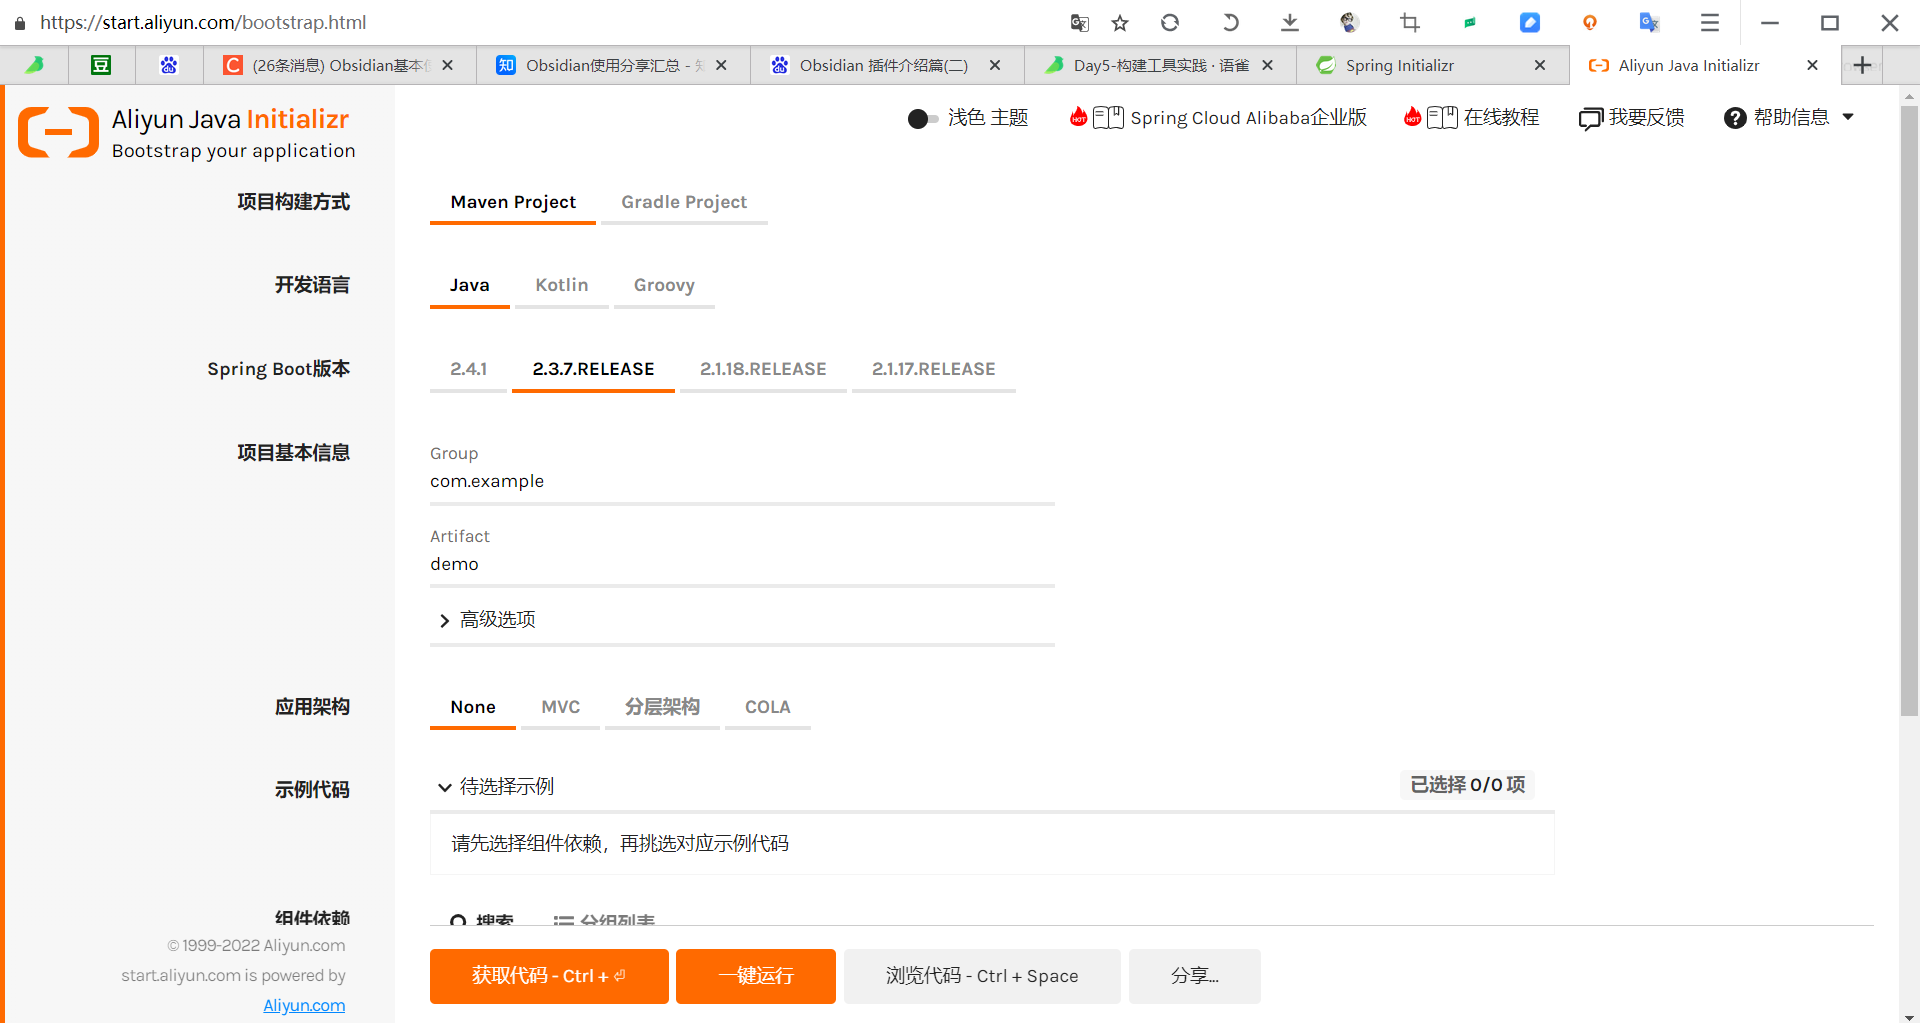 https://start.aliyun.com/bootstrap.html
(26条消息) Obsidian基本
Obsidian使用分享汇总 -
Obsidian 插件介绍篇(二)
Day5-构建工具实践 · 语雀
Spring Initializr
Aliyun Java Initializr
Aliyun Java Initializr
Bootstrap your application
浅色 主题
HOT
Spring Cloud Alibaba企业版
HOT
在线教程
我要反馈
帮助信息
项目构建方式
Maven Project
Gradle Project
开发语言
Java
Kotlin
Groovy
Spring Boot版本
2.4.1
2.3.7.RELEASE
2.1.18.RELEASE
2.1.17.RELEASE
项目基本信息
Group
com.example
Artifact
demo
高级选项
应用架构
None
MVC
分层架构
COLA
示例代码
待选择示例
已选择 0/0 项
请先选择组件依赖，再挑选对应示例代码
组件依赖
搜索
分组列表
© 1999-2022 Aliyun.com
start.aliyun.com is powered by
Aliyun.com
获取代码 - Ctrl + ⏎
一键运行
浏览代码 - Ctrl + Space
分享...